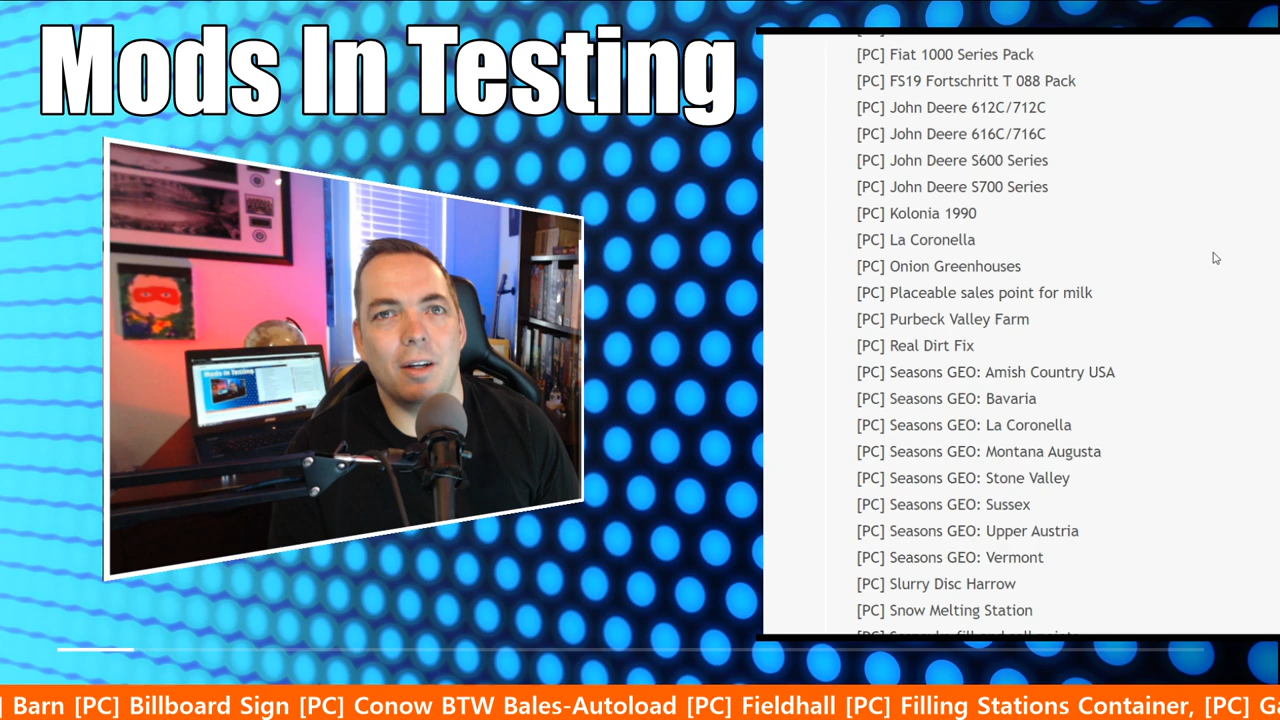 Mods In Testing
[PC] Fiat 1000 Series Pack
[PC] FS19 Fortschritt T 088 Pack
[PC] John Deere 612C/712C
[PC] John Deere 616C/716C
[PC] John Deere S600 Series
[PC] John Deere S700 Series
[PC] Kolonia 1990
[PC] La Coronella
[PC] Onion Greenhouses
[PC] Placeable sales point for milk
[PC] Purbeck Valley Farm
[PC] Real Dirt Fix
[PC] Seasons GEO: Amish Country USA
[PC] Seasons GEO: Bavaria
[PC] Seasons GEO: La Coronella
[PC] Seasons GEO: Montana Augusta
[PC] Seasons GEO: Stone Valley
[PC] Seasons GEO: Sussex
[PC] Seasons GEO: Upper Austria
[PC] Seasons GEO: Vermont
[PC] Slurry Disc Harrow
[PC] Snow Melting Station
Mods In Testing
] Barn [PC] Billboard Sign [PC] Conow BTW Bales-Autoload [PC] Fieldhall [PC] Filling Stations Container, [PC]